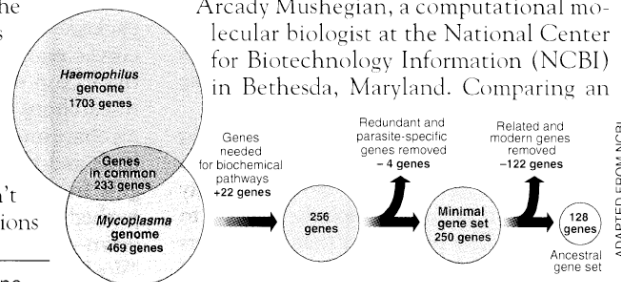 he
s
Arcady Mushegian, a computational mo-
lecular biologist at the National Center
for Biotechnology Information (NCBI)
in Bethesda, Maryland. Comparing an
Haemophilus
genome
1703 genes
Genes
in common
233 genes
Mycoplasma
genome
469 genes
n't
ions
Genes
needed
for biochemical
pathways
+22 genes
256
genes
Redundant and
parasite-specific
genes removed
– 4 genes
Minimal
gene set
250 genes
Related and
modern genes
removed
–122 genes
128
genes
Ancestral
gene set
ADAPTED FROM NCBI